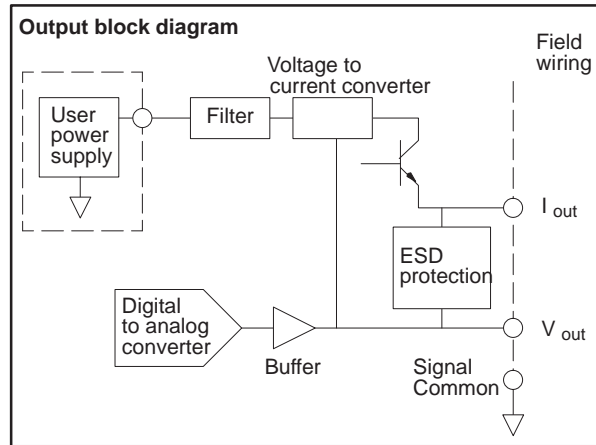 Output block diagram
Field
wiring
Voltage to
current converter
User
power
supply
Filter
I out
ESD
protection
Digital
to analog
converter
Buffer
V out
Signal
Common